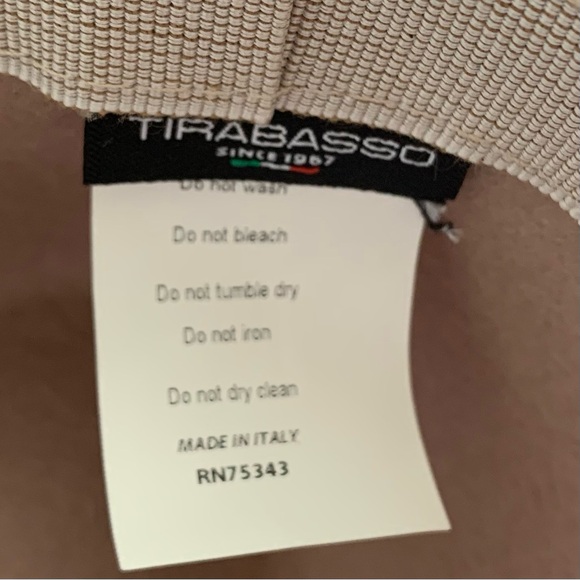 TIRABASSO
SINCE 1967
Do not wash
Do not bleach
Do not tumble dry
Do not iron
Do not dry clean
MADE IN ITALY
RN75343